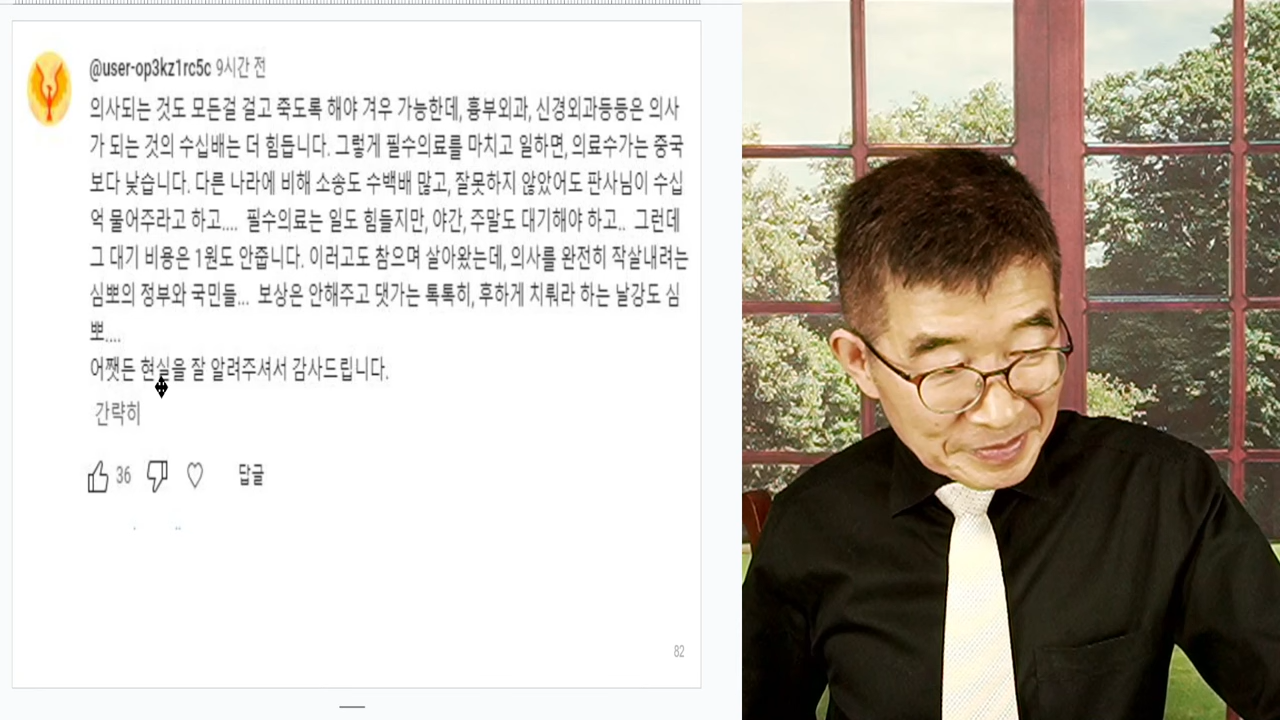 @user-op3kz1rc5c 9시간 전
의사되는 것도 모든걸 걸고 죽도록 해야 겨우 가능한데, 흉부외과, 신경외과등등은 의사
가 되는 것의 수십배는 더 힘듭니다. 그렇게 필수의료를 마치고 일하면, 의료수가는 중국
보다 낮습니다. 다른 나라에 비해 소송도 수백배 많고, 잘못하지 않았어도 판사님이 수십
억 물어주라고 하고.... 필수의료는 일도 힘들지만, 야간, 주말도 대기해야 하고.. 그런데
그 대기 비용은 1원도 안줍니다. 이러고도 참으며 살아왔는데, 의사를 완전히 작살내려는
심뽀의 정부와 국민들... 보상은 안해주고 댓가는 톡톡히, 후하게 치뤄라 하는 날강도 심
뽀....
어쨋든 현실을 잘 알려주셔서 감사드립니다.
간략히
36 답글
82